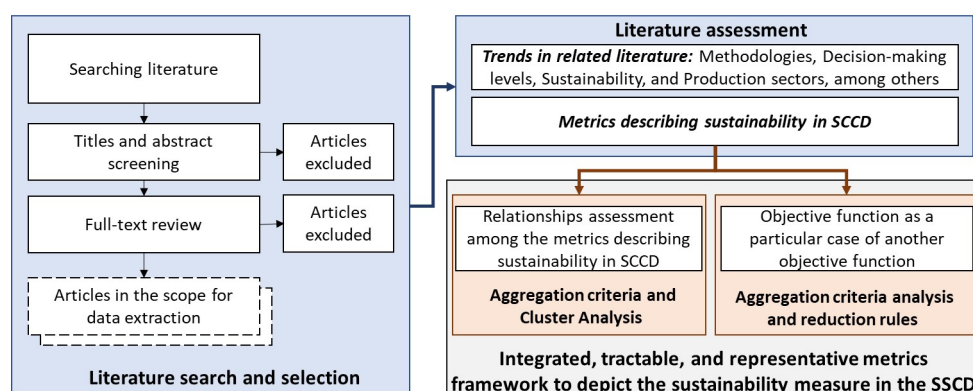 Searching literature
Titles and abstract
screening
Articles
excluded
Full-text review
Articles
excluded
Articles in the scope for
data extraction
Literature search and selection
Literature assessment
Trends in related literature: Methodologies, Decision-making
levels, Sustainability, and Production sectors, among others
Metrics describing sustainability in SCCD
Relationships assessment
among the metrics describing
sustainability in SCCD
Aggregation criteria and
Cluster Analysis
Objective function as a
particular case of another
objective function
Aggregation criteria analysis
and reduction rules
Integrated, tractable, and representative metrics
framework to depict the sustainability measure in the SSCD